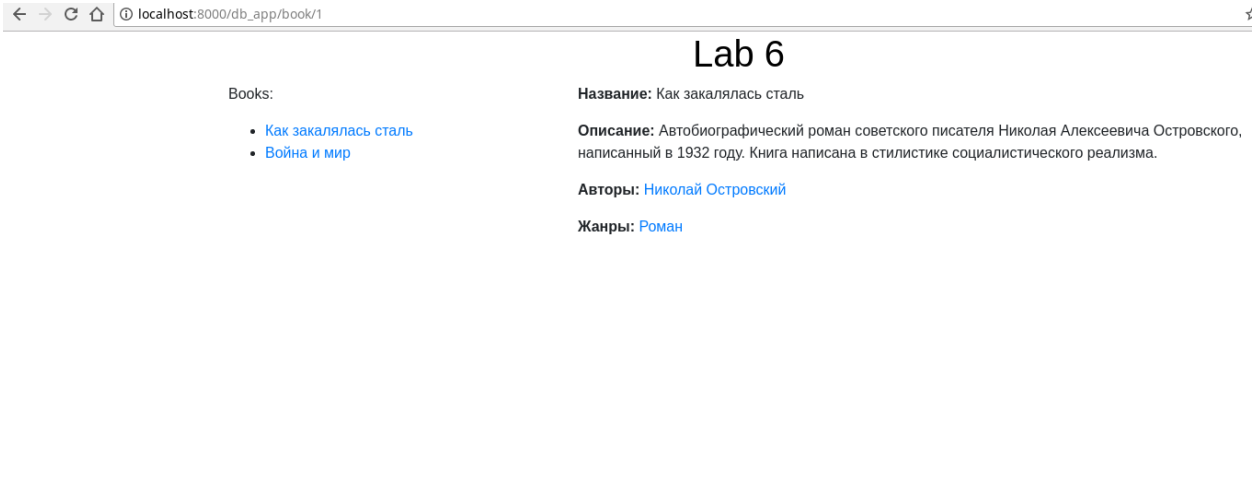 localhost:8000/db_app/book/1
Lab 6
Books:
Как закалялась сталь
Война и мир
Название: Как закалялась сталь
Описание: Автобиографический роман советского писателя Николая Алексеевича Островского,
написанный в 1932 году. Книга написана в стилистике социалистического реализма.
Авторы: Николай Островский
Жанры: Роман